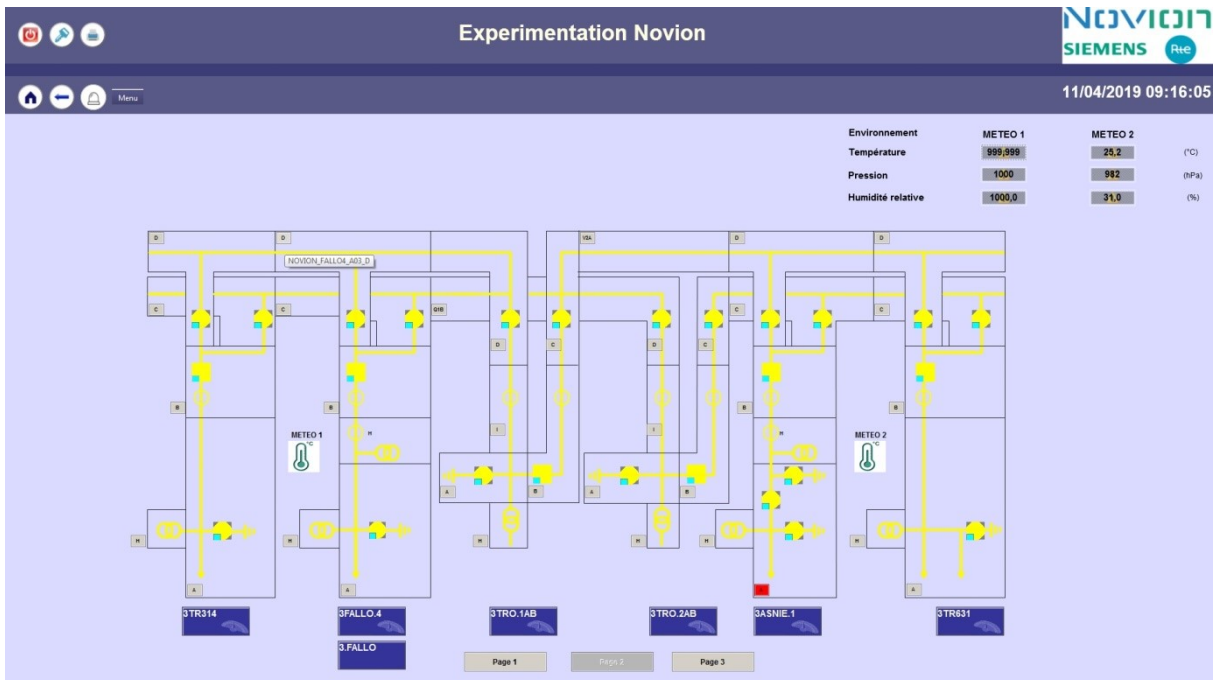 Experimentation Novion
NOVION
SIEMENS Rte
Menu
11/04/2019 09:16:05
Environnement METEO 1 METEO 2
Température 999,999 25,2 (°C)
Pression 1000 982 (hPa)
Humidité relative 1000,0 31,0 (%)
D D V24 D D
NOVION_FALLO4_A03_D
C C C C
D C D C
B B B
I I
METEO 1 M M METEO 2
°C °C
A B A B
H H H H H H
A A A
3TR314 3FALLO.4 3TRO.1AB 3TRO.2AB 3ASNIE.1 3TR631
3.FALLO
Page 1 Page 2 Page 3